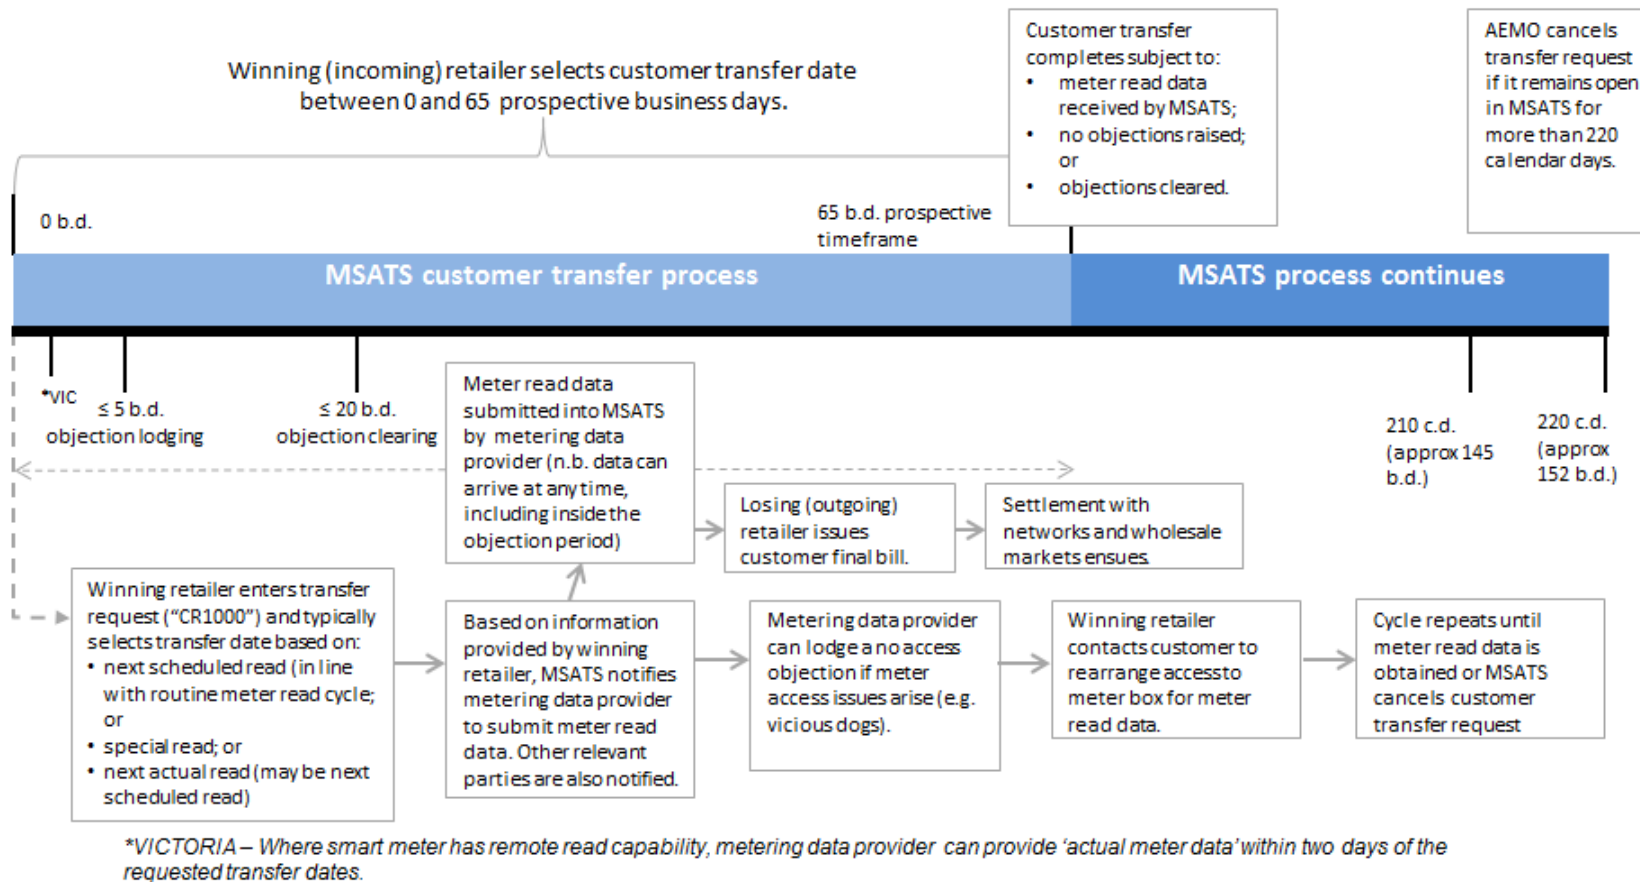 Winning (incoming) retailer selects customer transfer date
between 0 and 65 prospective business days.
Customer transfer
completes subject to:
• meter read data
received by MSATS;
• no objections raised;
or
• objections cleared.
AEMO cancels
transfer request
if it remains open
in MSATS for
more than 220
calendar days.
0 b.d.
65 b.d. prospective
timeframe
MSATS customer transfer process
MSATS process continues
*VIC
≤ 5 b.d.
objection lodging
≤ 20 b.d.
objection clearing
210 c.d.
(approx 145
b.d.)
220 c.d.
(approx
152 b.d.)
Meter read data
submitted into MSATS
by metering data
provider (n.b. data can
arrive at any time,
including inside the
objection period)
Losing (outgoing)
retailer issues
customer final bill.
Settlement with
networks and wholesale
markets ensues.
Winning retailer enters transfer
request (“CR1000”) and typically
selects transfer date based on:
• next scheduled read (in line
with routine meter read cycle;
or
• special read; or
• next actual read (may be next
scheduled read)
Based on information
provided by winning
retailer, MSATS notifies
metering data provider
to submit meter read
data. Other relevant
parties are also notified.
Metering data provider
can lodge a no access
objection if meter
access issues arise (e.g.
vicious dogs).
Winning retailer
contacts customer to
rearrange access to
meter box for meter
read data.
Cycle repeats until
meter read data is
obtained or MSATS
cancels customer
transfer request
*VICTORIA – Where smart meter has remote read capability, metering data provider can provide ‘actual meter data’ within two days of the
requested transfer dates.